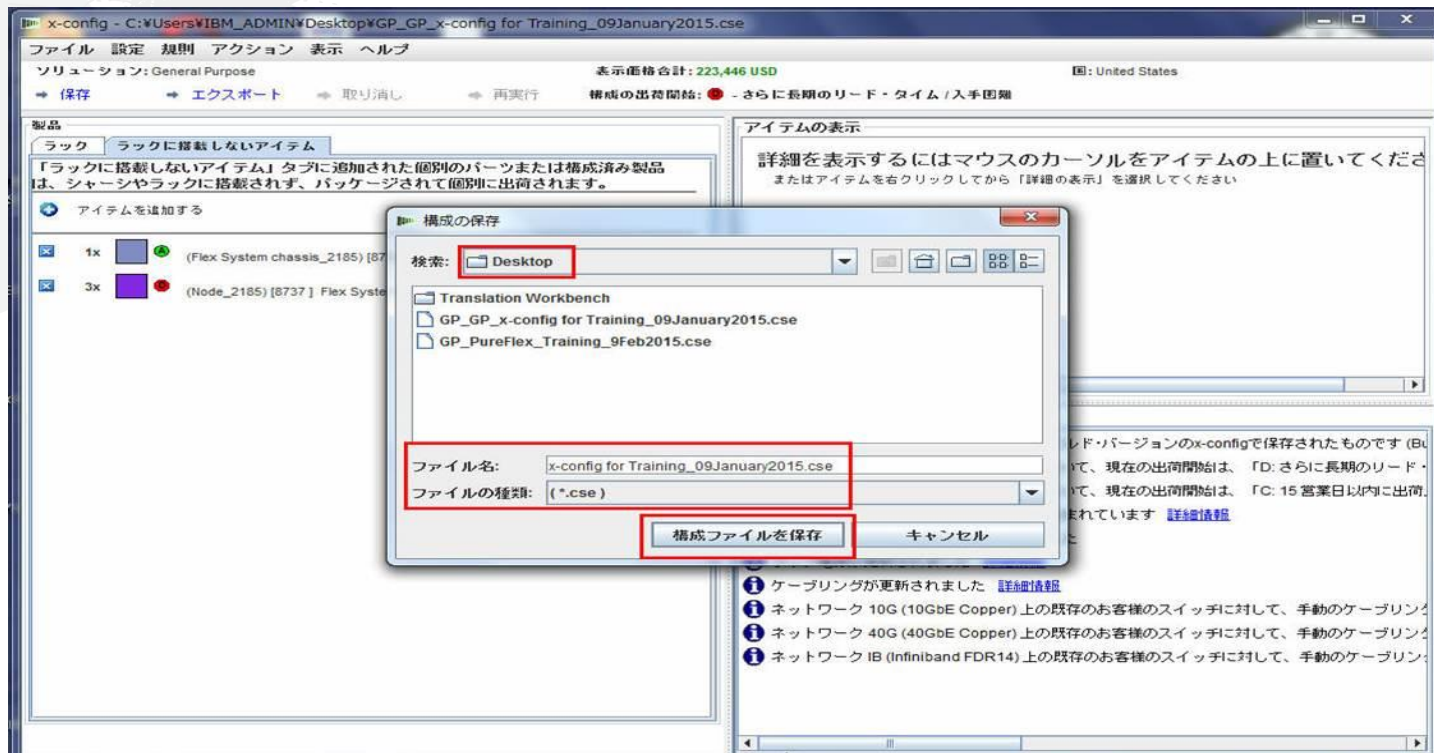 x-config - C:¥Users¥IBM_ADMIN¥Desktop¥GP_GP_x-config for Training_09January2015.cse
ファイル 設定 規則 アクション 表示 ヘルプ
ソリューション: General Purpose 表示価格合計: 223,446 USD 国: United States
保存 エクスポート 取り消し 再実行 構成の出荷開始: D - さらに長期のリード・タイム / 入手困難
製品
ラック ラックに搭載しないアイテム
「ラックに搭載しないアイテム」タブに追加された個別のパーツまたは構成済み製品
は、シャーシやラックに搭載されず、パッケージされて個別に出荷されます。
アイテムを追加する
1x A (Flex System chassis_2185) [87
3x D (Node_2185) [8737 ] Flex Syste
アイテムの表示
詳細を表示するにはマウスのカーソルをアイテムの上に置いてくださ
またはアイテムを右クリックしてから「詳細の表示」を選択してください
構成の保存
検索: Desktop
Translation Workbench
GP_GP_x-config for Training_09January2015.cse
GP_PureFlex_Training_9Feb2015.cse
ファイル名: x-config for Training_09January2015.cse
ファイルの種類: (*.cse )
構成ファイルを保存 キャンセル
ルド・バージョンのx-configで保存されたものです (Bu
いて、現在の出荷開始は、「D: さらに長期のリード・
いて、現在の出荷開始は、「C: 15 営業日以内に出荷
まれています 詳細情報
ケーブリングが更新されました 詳細情報
ネットワーク 10G (10GbE Copper) 上の既存のお客様のスイッチに対して、手動のケーブリング
ネットワーク 40G (40GbE Copper) 上の既存のお客様のスイッチに対して、手動のケーブリング
ネットワーク IB (Infiniband FDR14) 上の既存のお客様のスイッチに対して、手動のケーブリン